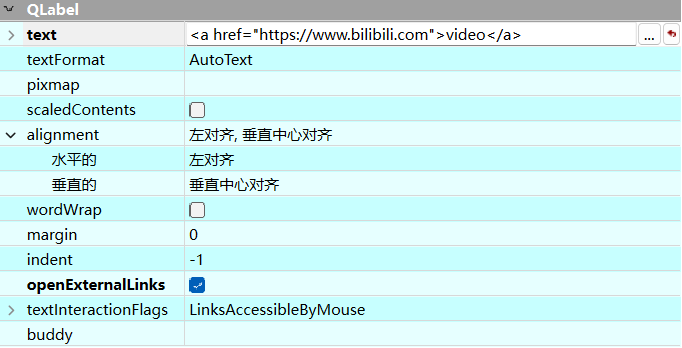 QLabel
text <a href="https://www.bilibili.com">video</a> ...
textFormat AutoText
pixmap
scaledContents
alignment 左对齐, 垂直中心对齐
水平的 左对齐
垂直的 垂直中心对齐
wordWrap
margin 0
indent -1
openExternalLinks
textInteractionFlags LinksAccessibleByMouse
buddy